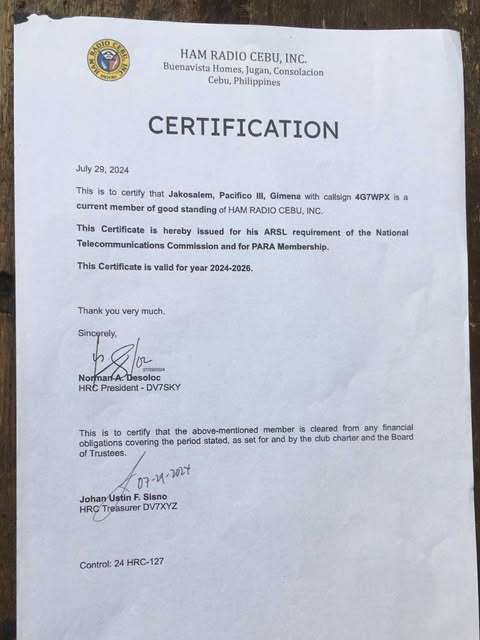 HAM RADIO CEBU, INC.
Buenavista Homes, Jugan, Consolacion
Cebu, Philippines
HAM RADIO CEBU
CERTIFICATION
July 29, 2024
This is to certify that Jakosalem, Pacifico III, Gimena with callsign 4G7WPX is a
current member of good standing of HAM RADIO CEBU, INC.
This Certificate is hereby issued for his ARSL requirement of the National
Telecommunications Commission and for PARA Membership.
This Certificate is valid for year 2024-2026.
Thank you very much.
Sincerely,
07/29/2024
Norman A. Desoloc
HRC President - DV7SKY
This is to certify that the above-mentioned member is cleared from any financial
obligations covering the period stated, as set for and by the club charter and the Board
of Trustees.
07-29-2024
Johan Ustin F. Sisno
HRC Treasurer DV7XYZ
Control: 24 HRC-127